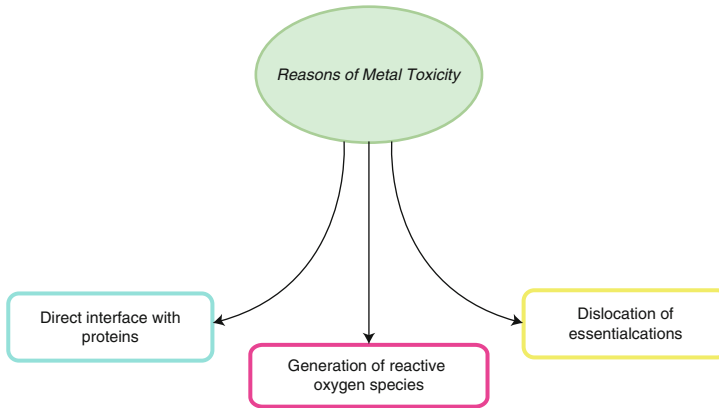 Reasons of Metal Toxicity
Direct interface with
proteins
Generation of reactive
oxygen species
Dislocation of
essentialcations